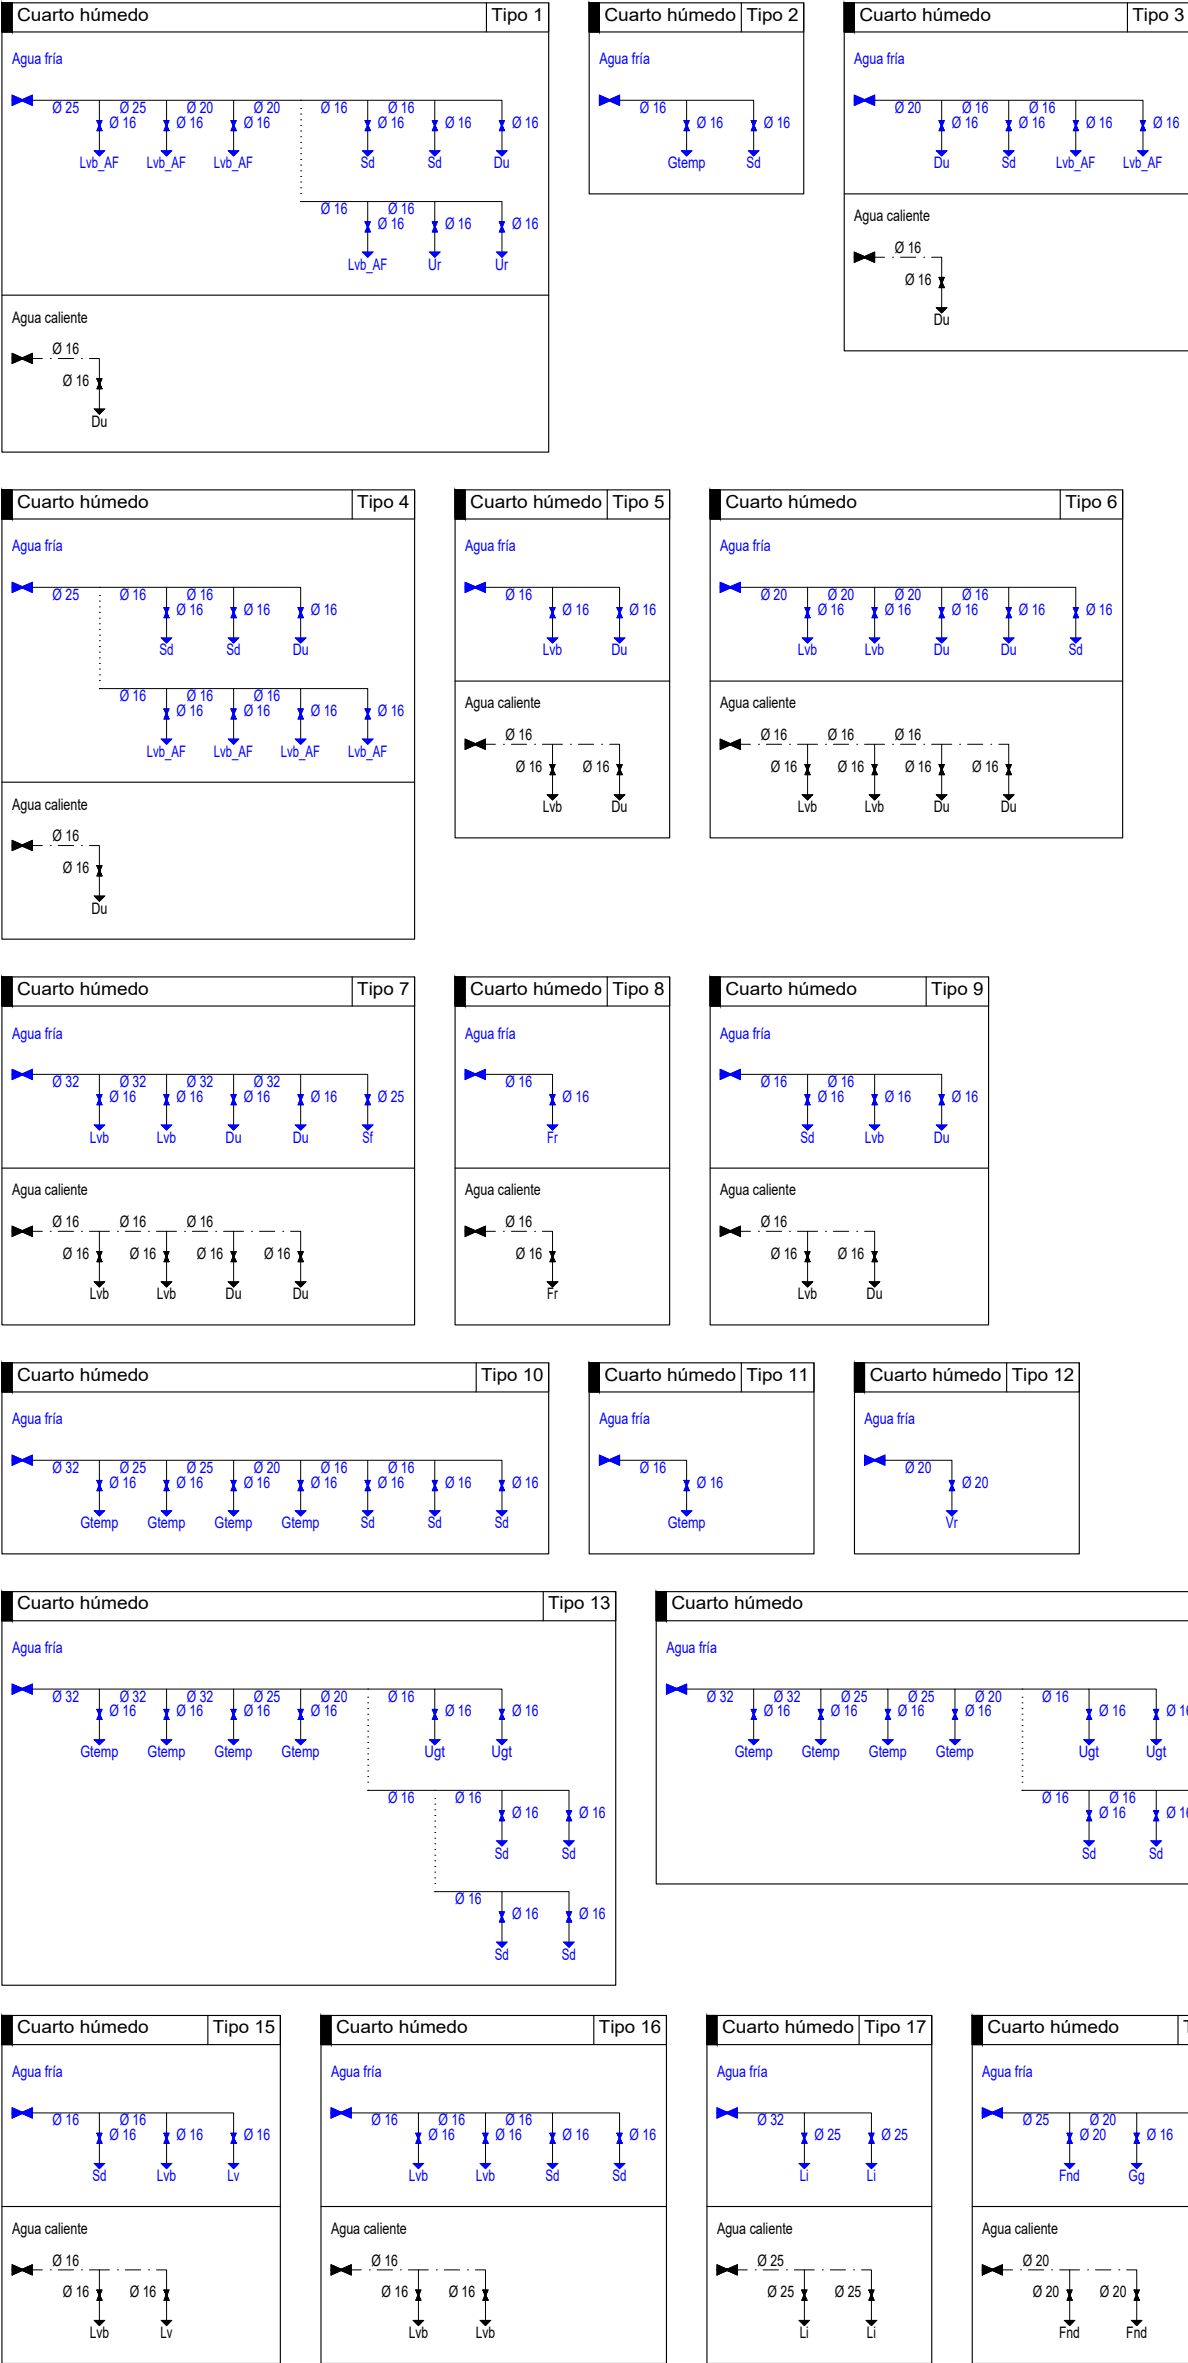 Cuarto húmedo Tipo 1
Agua fría
Ø 25 Ø 25 Ø 20 Ø 20 Ø 16 Ø 16
Ø 16 Ø 16 Ø 16 Ø 16 Ø 16 Ø 16
Lvb_AF Lvb_AF Lvb_AF Sd Sd Du
Ø 16 Ø 16
Ø 16 Ø 16 Ø 16
Lvb_AF Ur Ur
Agua caliente
Ø 16
Ø 16
Du
Cuarto húmedo Tipo 2
Agua fría
Ø 16
Ø 16 Ø 16
Gtemp Sd
Cuarto húmedo Tipo 3
Agua fría
Ø 20 Ø 16 Ø 16
Ø 16 Ø 16 Ø 16 Ø 16
Du Sd Lvb_AF Lvb_AF
Agua caliente
Ø 16
Ø 16
Du
Cuarto húmedo Tipo 4
Agua fría
Ø 25 Ø 16 Ø 16
Ø 16 Ø 16 Ø 16
Sd Sd Du
Ø 16 Ø 16 Ø 16
Ø 16 Ø 16 Ø 16 Ø 16
Lvb_AF Lvb_AF Lvb_AF Lvb_AF
Agua caliente
Ø 16
Ø 16
Du
Cuarto húmedo Tipo 5
Agua fría
Ø 16
Ø 16 Ø 16
Lvb Du
Agua caliente
Ø 16
Ø 16 Ø 16
Lvb Du
Cuarto húmedo Tipo 6
Agua fría
Ø 20 Ø 20 Ø 20 Ø 16
Ø 16 Ø 16 Ø 16 Ø 16 Ø 16
Lvb Lvb Du Du Sd
Agua caliente
Ø 16 Ø 16 Ø 16
Ø 16 Ø 16 Ø 16 Ø 16
Lvb Lvb Du Du
Cuarto húmedo Tipo 7
Agua fría
Ø 32 Ø 32 Ø 32 Ø 32
Ø 16 Ø 16 Ø 16 Ø 16 Ø 25
Lvb Lvb Du Du Sf
Agua caliente
Ø 16 Ø 16 Ø 16
Ø 16 Ø 16 Ø 16 Ø 16
Lvb Lvb Du Du
Cuarto húmedo Tipo 8
Agua fría
Ø 16
Ø 16
Fr
Agua caliente
Ø 16
Ø 16
Fr
Cuarto húmedo Tipo 9
Agua fría
Ø 16 Ø 16
Ø 16 Ø 16 Ø 16
Sd Lvb Du
Agua caliente
Ø 16
Ø 16 Ø 16
Lvb Du
Cuarto húmedo Tipo 10
Agua fría
Ø 32 Ø 25 Ø 25 Ø 20 Ø 16 Ø 16
Ø 16 Ø 16 Ø 16 Ø 16 Ø 16 Ø 16 Ø 16
Gtemp Gtemp Gtemp Gtemp Sd Sd Sd
Cuarto húmedo Tipo 11
Agua fría
Ø 16
Ø 16
Gtemp
Cuarto húmedo Tipo 12
Agua fría
Ø 20
Ø 20
Vr
Cuarto húmedo Tipo 13
Agua fría
Ø 32 Ø 32 Ø 32 Ø 25 Ø 20 Ø 16
Ø 16 Ø 16 Ø 16 Ø 16 Ø 16 Ø 16
Gtemp Gtemp Gtemp Gtemp Ugt Ugt
Ø 16 Ø 16
Ø 16 Ø 16
Sd Sd
Ø 16
Ø 16 Ø 16
Sd Sd
Cuarto húmedo
Agua fría
Ø 32 Ø 32 Ø 25 Ø 25 Ø 20 Ø 16
Ø 16 Ø 16 Ø 16 Ø 16 Ø 16 Ø
Gtemp Gtemp Gtemp Gtemp Ugt Ugt
Ø 16 Ø 16
Ø 16 Ø
Sd Sd
Cuarto húmedo Tipo 15
Agua fría
Ø 16 Ø 16
Ø 16 Ø 16 Ø 16
Sd Lvb Lv
Agua caliente
Ø 16
Ø 16 Ø 16
Lvb Lv
Cuarto húmedo Tipo 16
Agua fría
Ø 16 Ø 16 Ø 16
Ø 16 Ø 16 Ø 16 Ø 16
Lvb Lvb Sd Sd
Agua caliente
Ø 16
Ø 16 Ø 16
Lvb Lvb
Cuarto húmedo Tipo 17
Agua fría
Ø 32
Ø 25 Ø 25
Li Li
Agua caliente
Ø 25
Ø 25 Ø 25
Li Li
Cuarto húmedo
Agua fría
Ø 25 Ø 20
Ø 20 Ø 16
Fnd Gg
Agua caliente
Ø 20
Ø 20 Ø 20
Fnd Fnd